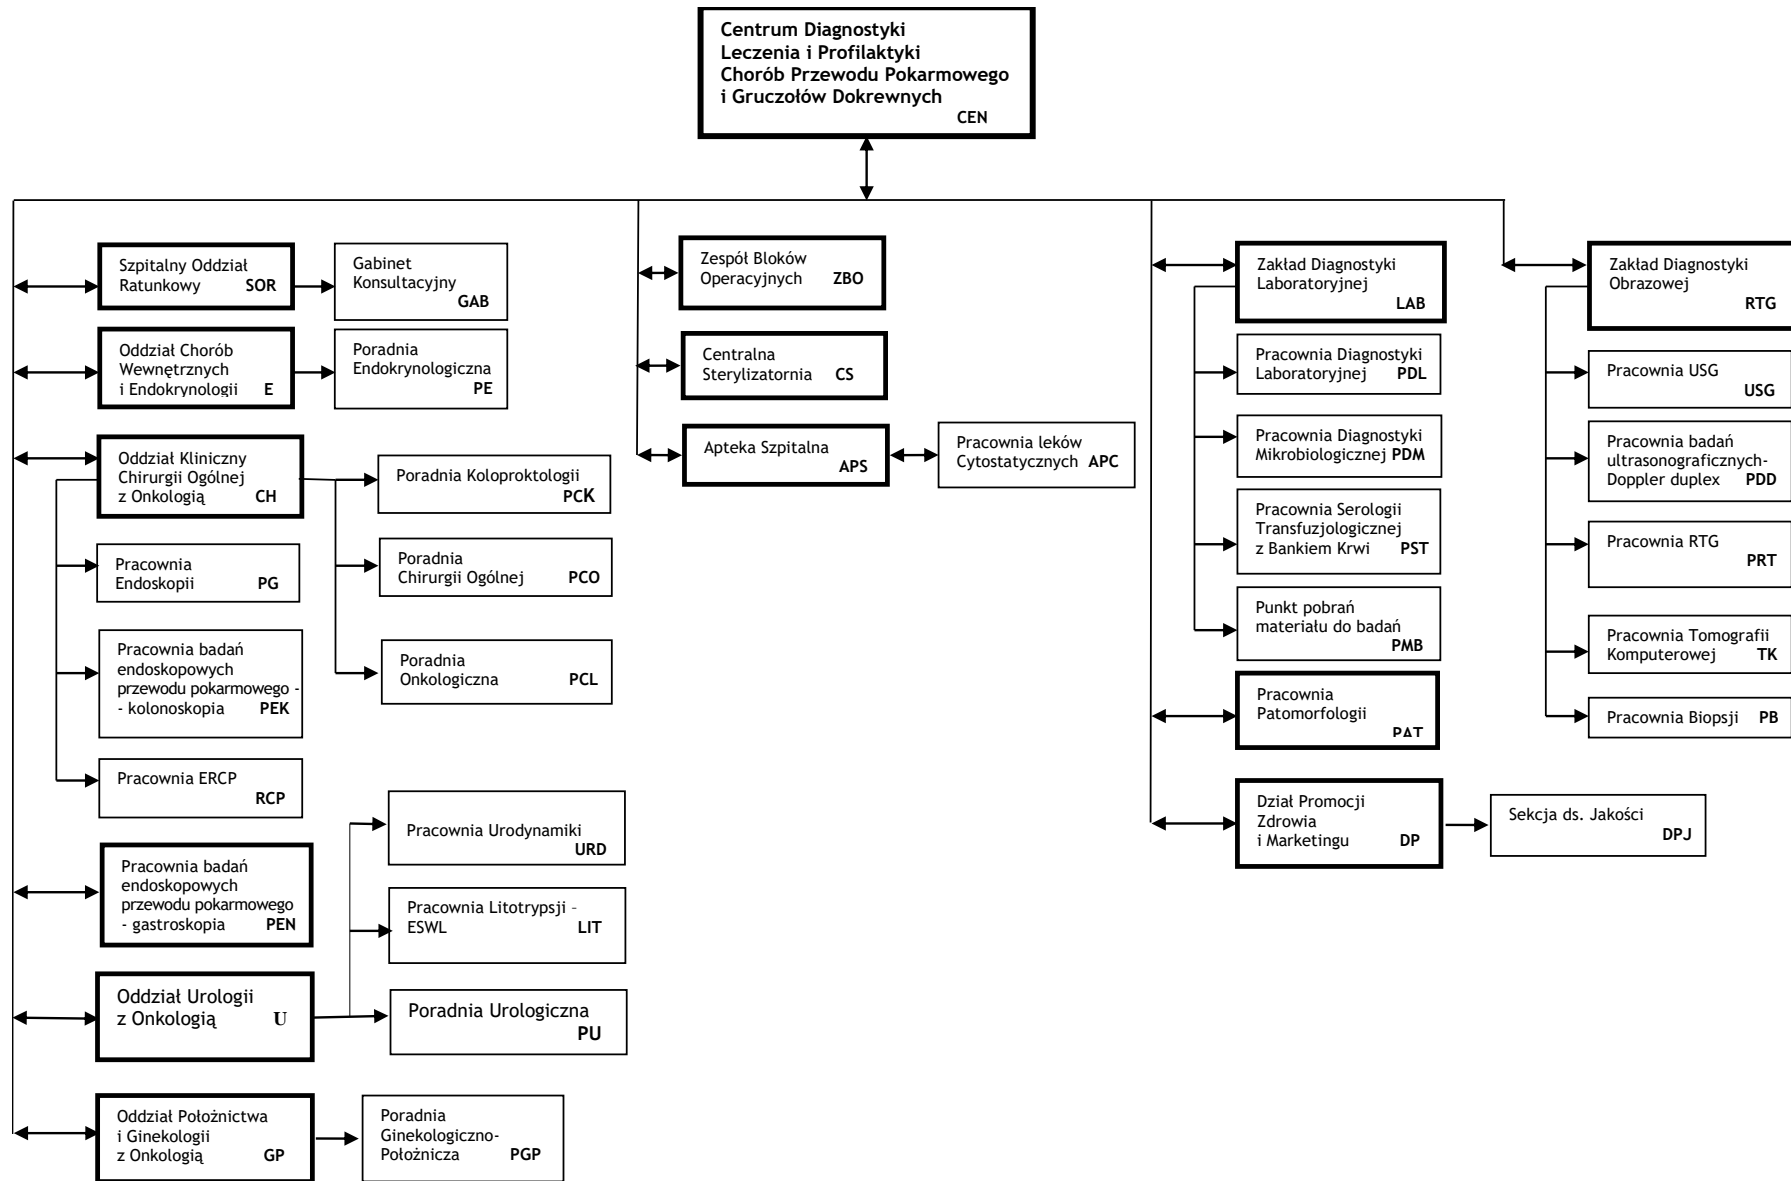 Centrum Diagnostyki
Leczenia i Profilaktyki
Chorób Przewodu Pokarmowego
i Gruczołów Dokrewnych
CEN
Szpitalny Oddział
Ratunkowy SOR
Gabinet
Konsultacyjny
GAB
Oddział Chorób
Wewnętrznych
i Endokrynologii E
Poradnia
Endokrynologiczna
PE
Oddział Kliniczny
Chirurgii Ogólnej
z Onkologią CH
Poradnia Koloproktologii
PCK
Pracownia
Endoskopii PG
Poradnia
Chirurgii Ogólnej PCO
Pracownia badań
endoskopowych
przewodu pokarmowego -
- kolonoskopia PEK
Poradnia
Onkologiczna PCL
Pracownia ERCP
RCP
Pracownia badań
endoskopowych
przewodu pokarmowego
- gastroskopia PEN
Pracownia Urodynamiki
URD
Pracownia Litotrypsji –
ESWL LIT
Oddział Urologii
z Onkologią U
Poradnia Urologiczna
PU
Oddział Położnictwa
i Ginekologii
z Onkologią GP
Poradnia
Ginekologiczno-
Położnicza PGP
Zespół Bloków
Operacyjnych ZBO
Centralna
Sterylizatornia CS
Apteka Szpitalna
APS
Pracownia leków
Cytostatycznych APC
Zakład Diagnostyki
Laboratoryjnej
LAB
Pracownia Diagnostyki
Laboratoryjnej PDL
Pracownia Diagnostyki
Mikrobiologicznej PDM
Pracownia Serologii
Transfuzjologicznej
z Bankiem Krwi PST
Punkt pobrań
materiału do badań
PMB
Pracownia
Patomorfologii
PAT
Dział Promocji
Zdrowia
i Marketingu DP
Sekcja ds. Jakości
DPJ
Zakład Diagnostyki
Obrazowej
RTG
Pracownia USG
USG
Pracownia badań
ultrasonograficznych-
Doppler duplex PDD
Pracownia RTG
PRT
Pracownia Tomografii
Komputerowej TK
Pracownia Biopsji PB